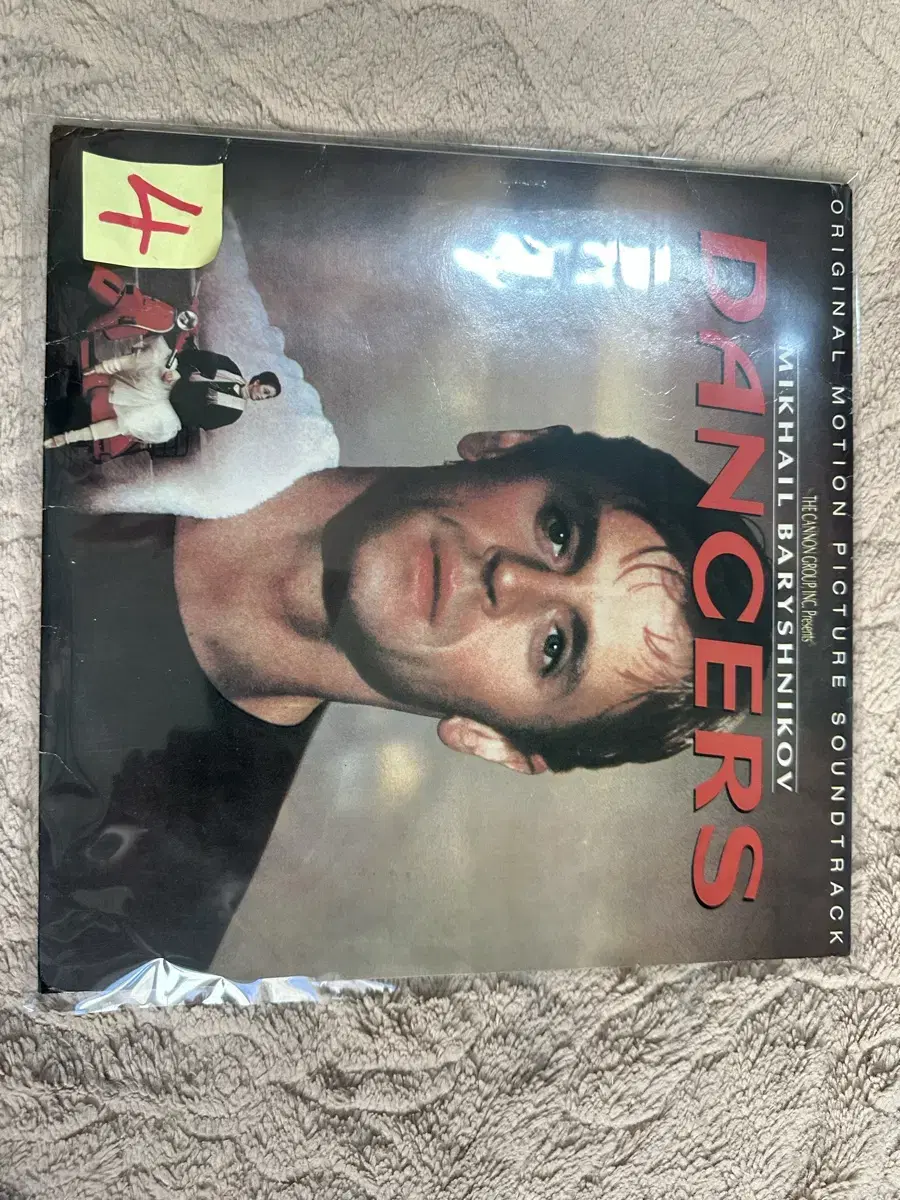 ORIGINAL MOTION PICTURE SOUNDTRACK
"THE CANNON GROUP INC. Presents"
MIKHAIL BARYSHNIKOV
DANCERS
4